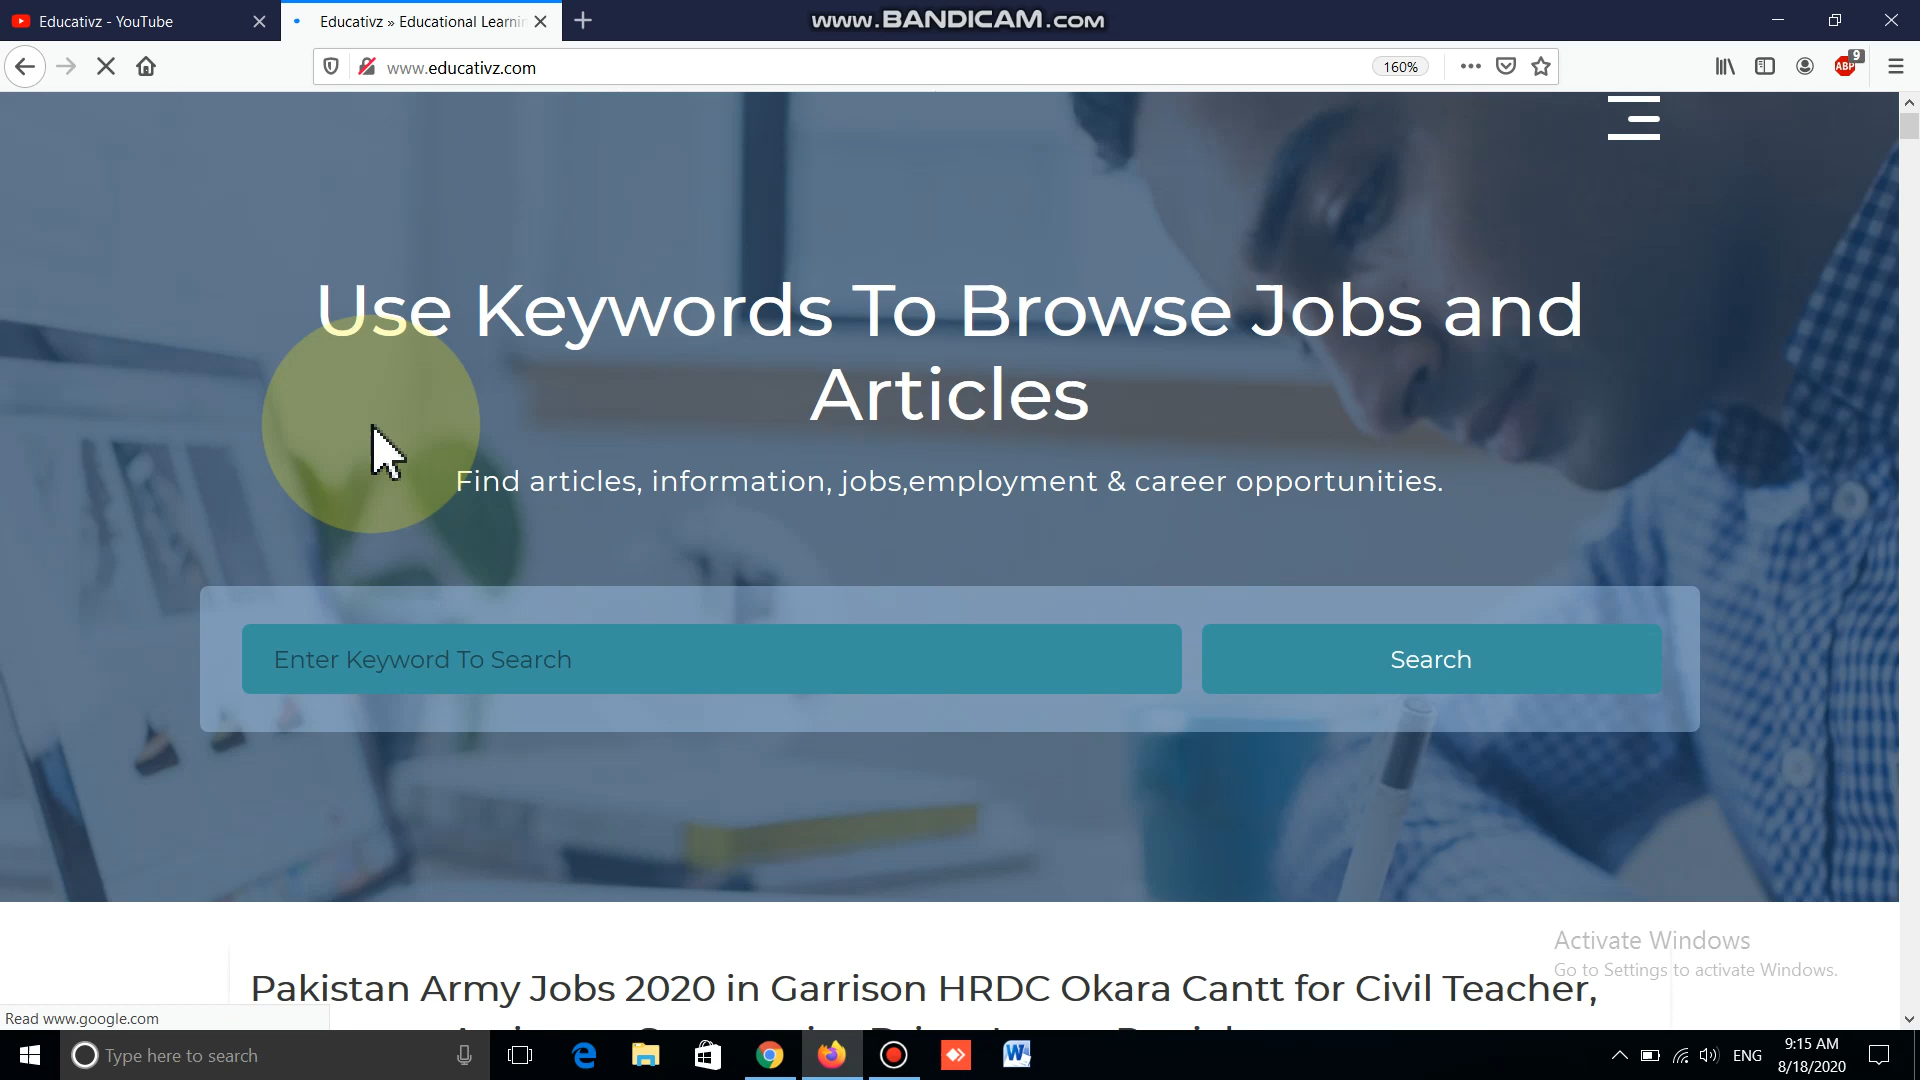 Educativz - YouTube
Educativz » Educational Learnin
www.BANDICAM.com
www.educativz.com
160%
ABP
9
Use Keywords To Browse Jobs and
Articles
Find articles, information, jobs,employment & career opportunities.
Enter Keyword To Search
Search
Activate Windows
Go to Settings to activate Windows.
Pakistan Army Jobs 2020 in Garrison HRDC Okara Cantt for Civil Teacher,
Read www.google.com
Type here to search
ENG
9:15 AM
8/18/2020